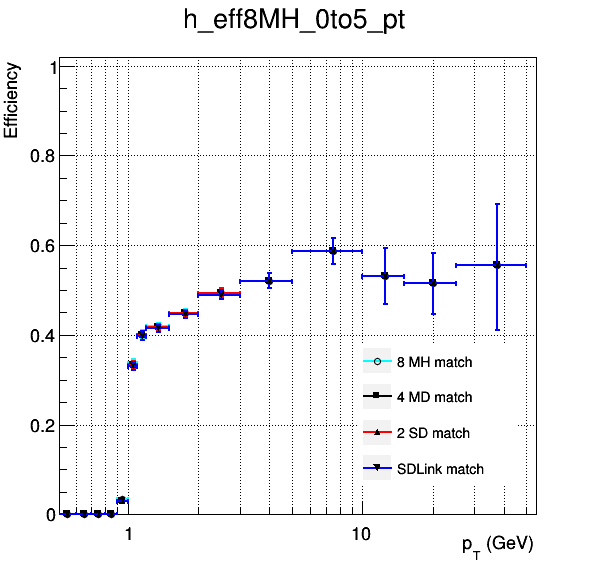 h_eff8MH_0to5_pt
Efficiency
1
0.8
0.6
0.4
0.2
0
8 MH match
4 MD match
2 SD match
SDLink match
1
10
p_T (GeV)